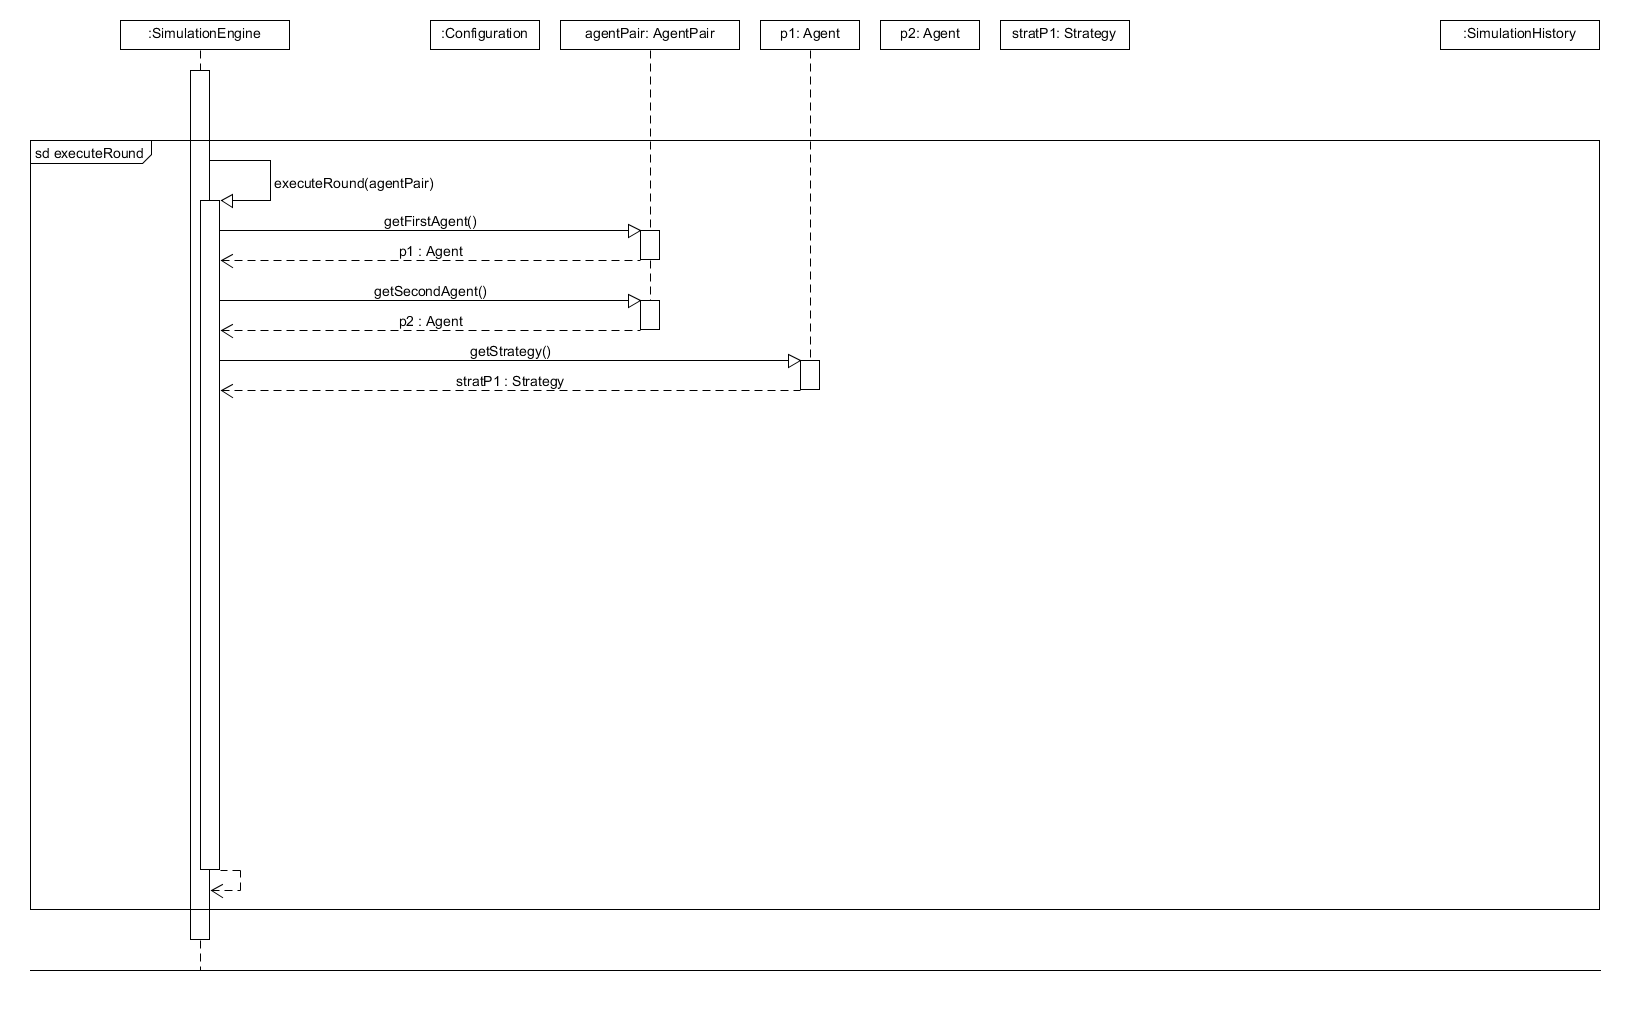 :SimulationEngine
:Configuration
agentPair: AgentPair
p1: Agent
p2: Agent
stratP1: Strategy
:SimulationHistory
sd executeRound
executeRound(agentPair)
getFirstAgent()
p1 : Agent
getSecondAgent()
p2 : Agent
getStrategy()
stratP1 : Strategy